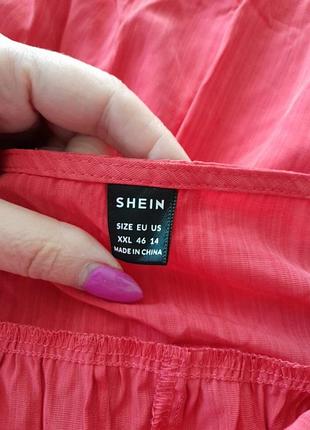 SHEIN
SIZE EU US
XXL 46 14
MADE IN CHINA